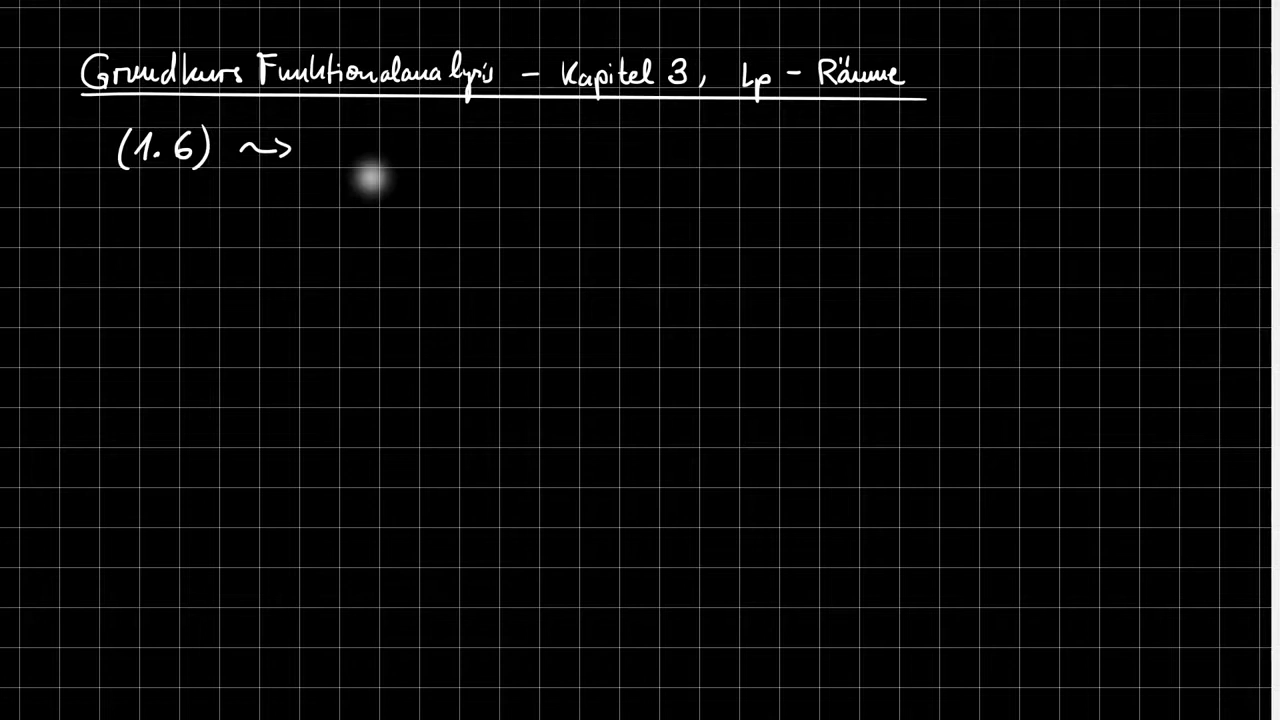 Grundkurs Funktionalanalysis - Kapitel 3, Lp - Räume
(1.6) ⇝